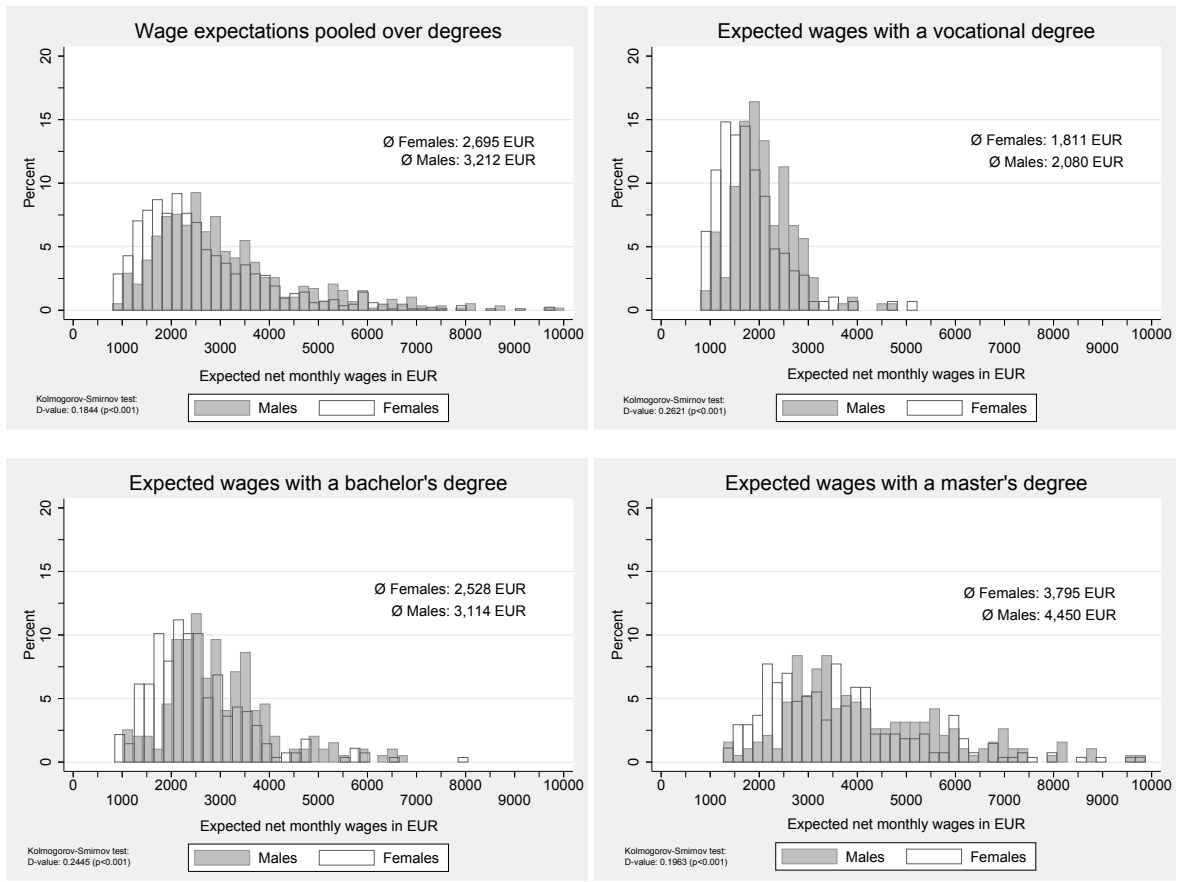 Wage expectations pooled over degrees
20
15
10
5
0
Percent
Ø Females: 2,695 EUR
Ø Males: 3,212 EUR
0 2000 3000 4000 5000 6000 7000 8000 9000 10000
1000
Expected net monthly wages in EUR
Kolmogorov-Smirnov test:
D-value: 0.1844 (p<0.001)
Males Females
Expected wages with a vocational degree
20
15
10
5
0
Percent
Ø Females: 1,811 EUR
Ø Males: 2,080 EUR
0 1000 2000 3000 4000 5000 6000 7000 8000 9000 10000
Expected net monthly wages in EUR
Kolmogorov-Smirnov test:
D-value: 0.2621 (p<0.001)
Males Females
Expected wages with a bachelor's degree
20
15
10
5
0
Percent
Ø Females: 2,528 EUR
Ø Males: 3,114 EUR
0 1000 2000 3000 4000 5000 6000 7000 8000 9000 10000
Expected net monthly wages in EUR
Kolmogorov-Smirnov test:
D-value: 0.2445 (p<0.001)
Males Females
Expected wages with a master's degree
20
15
10
5
0
Percent
Ø Females: 3,795 EUR
Ø Males: 4,450 EUR
0 1000 2000 3000 4000 5000 6000 7000 8000 9000 10000
Expected net monthly wages in EUR
Kolmogorov-Smirnov test:
D-value: 0.1963 (p<0.001)
Males Females